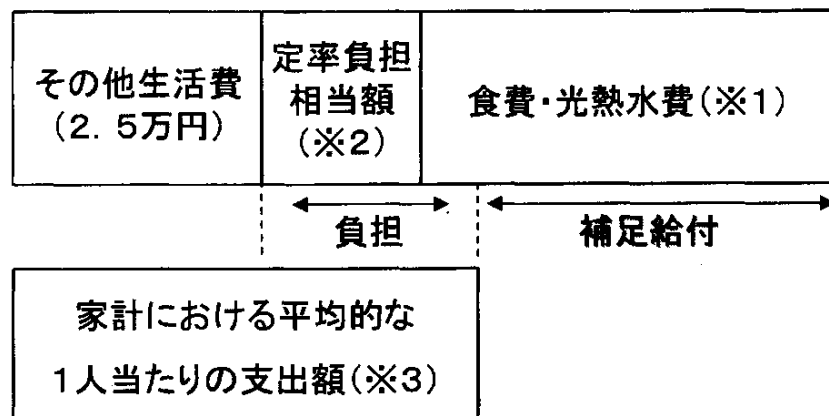 その他生活費
(2.5万円)
定率負担
相当額
(※2)
食費・光熱水費(※1)
負担
補足給付
家計における平均的な
1人当たりの支出額(※3)